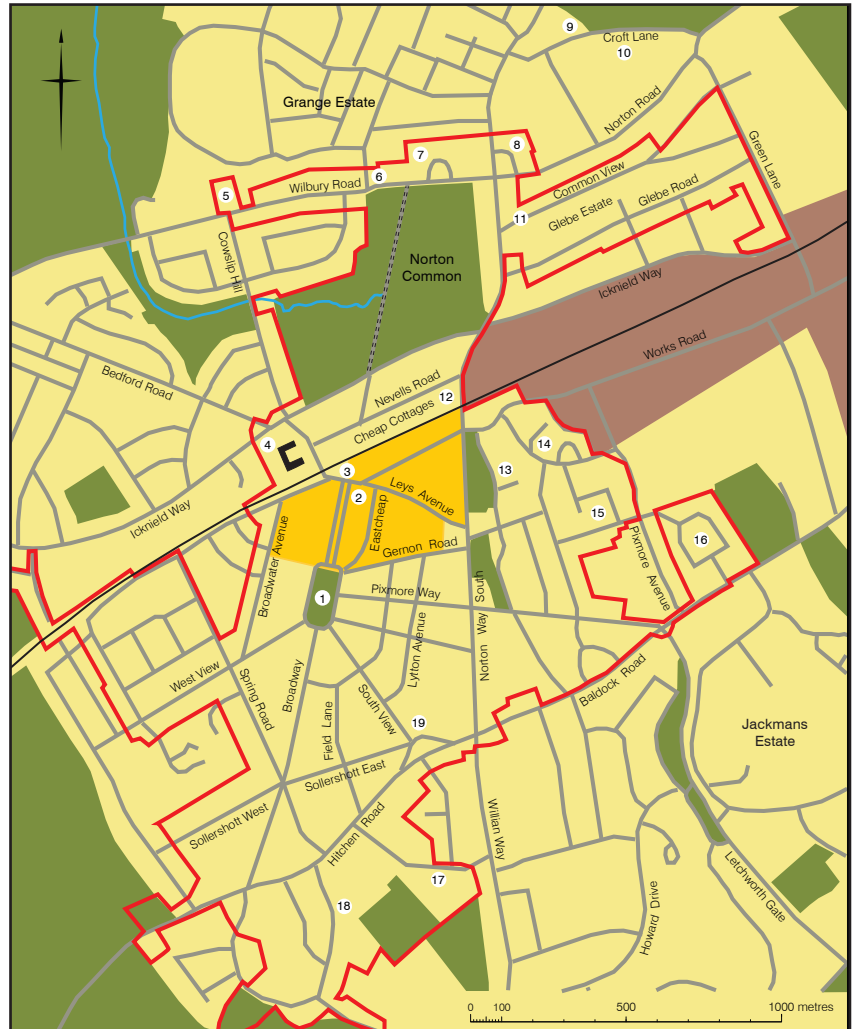 9
Croft Lane
10
Grange Estate
Norton Road
8
7
Green Lane
6
5
Wilbury Road
Common View
Glebe Road
11
Glebe Estate
Cowslip Hill
Norton
Common
Icknield Way
Works Road
Bedford Road
Nevells Road
12
Cheap Cottages
4
3
13
14
2
Leys Avenue
Icknield Way
Eastcheap
15
Broadwater Avenue
Gernon Road
16
Pixmore Avenue
1
Pixmore Way
Norton Way South
Lytton Avenue
West View
Spring Road
Broadway
South View
Baldock Road
Field Lane
19
Jackmans
Estate
Sollershott East
Sollershott West
Hitchen Road
Willian Way
17
Letchworth Gate
18
Howard Drive
0 100 500 1000 metres